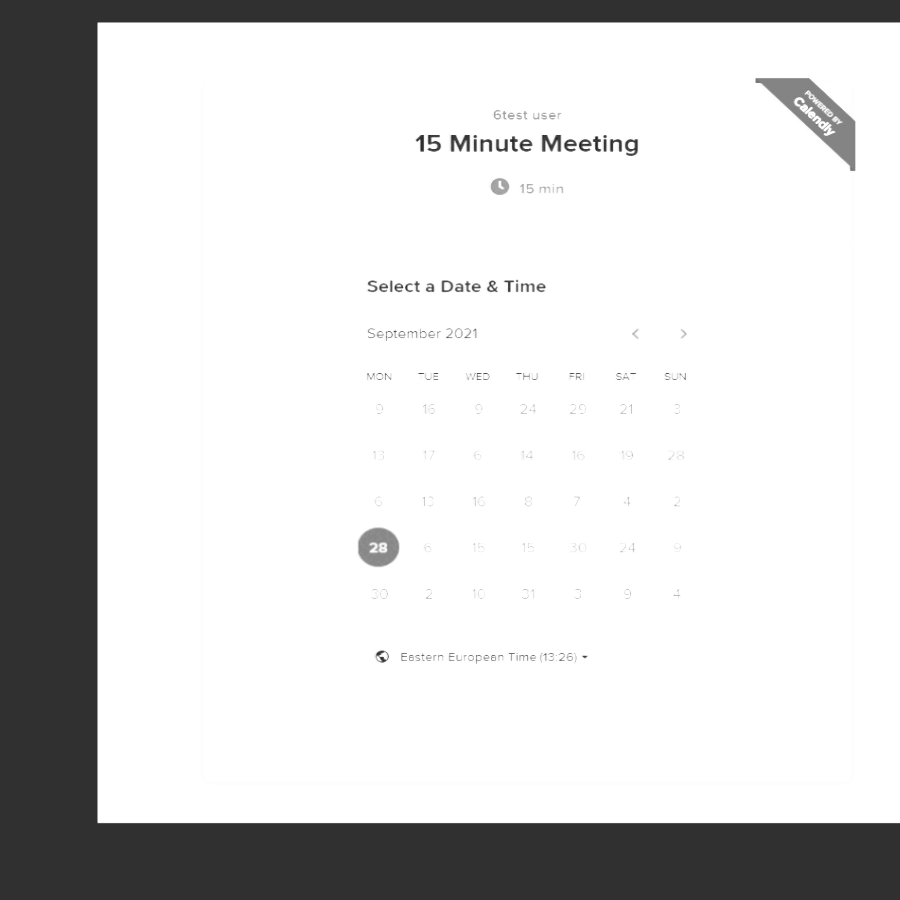 POWERED BY
Calendly
6test user
15 Minute Meeting
15 min
Select a Date & Time
September 2021
MON TUE WED THU FRI SAT SUN
9 16 9 24 29 21 3
13 17 6 14 16 19 28
6 13 16 8 7 4 2
28 6 15 15 30 24 9
30 2 10 31 3 9 4
Eastern European Time (13:26)